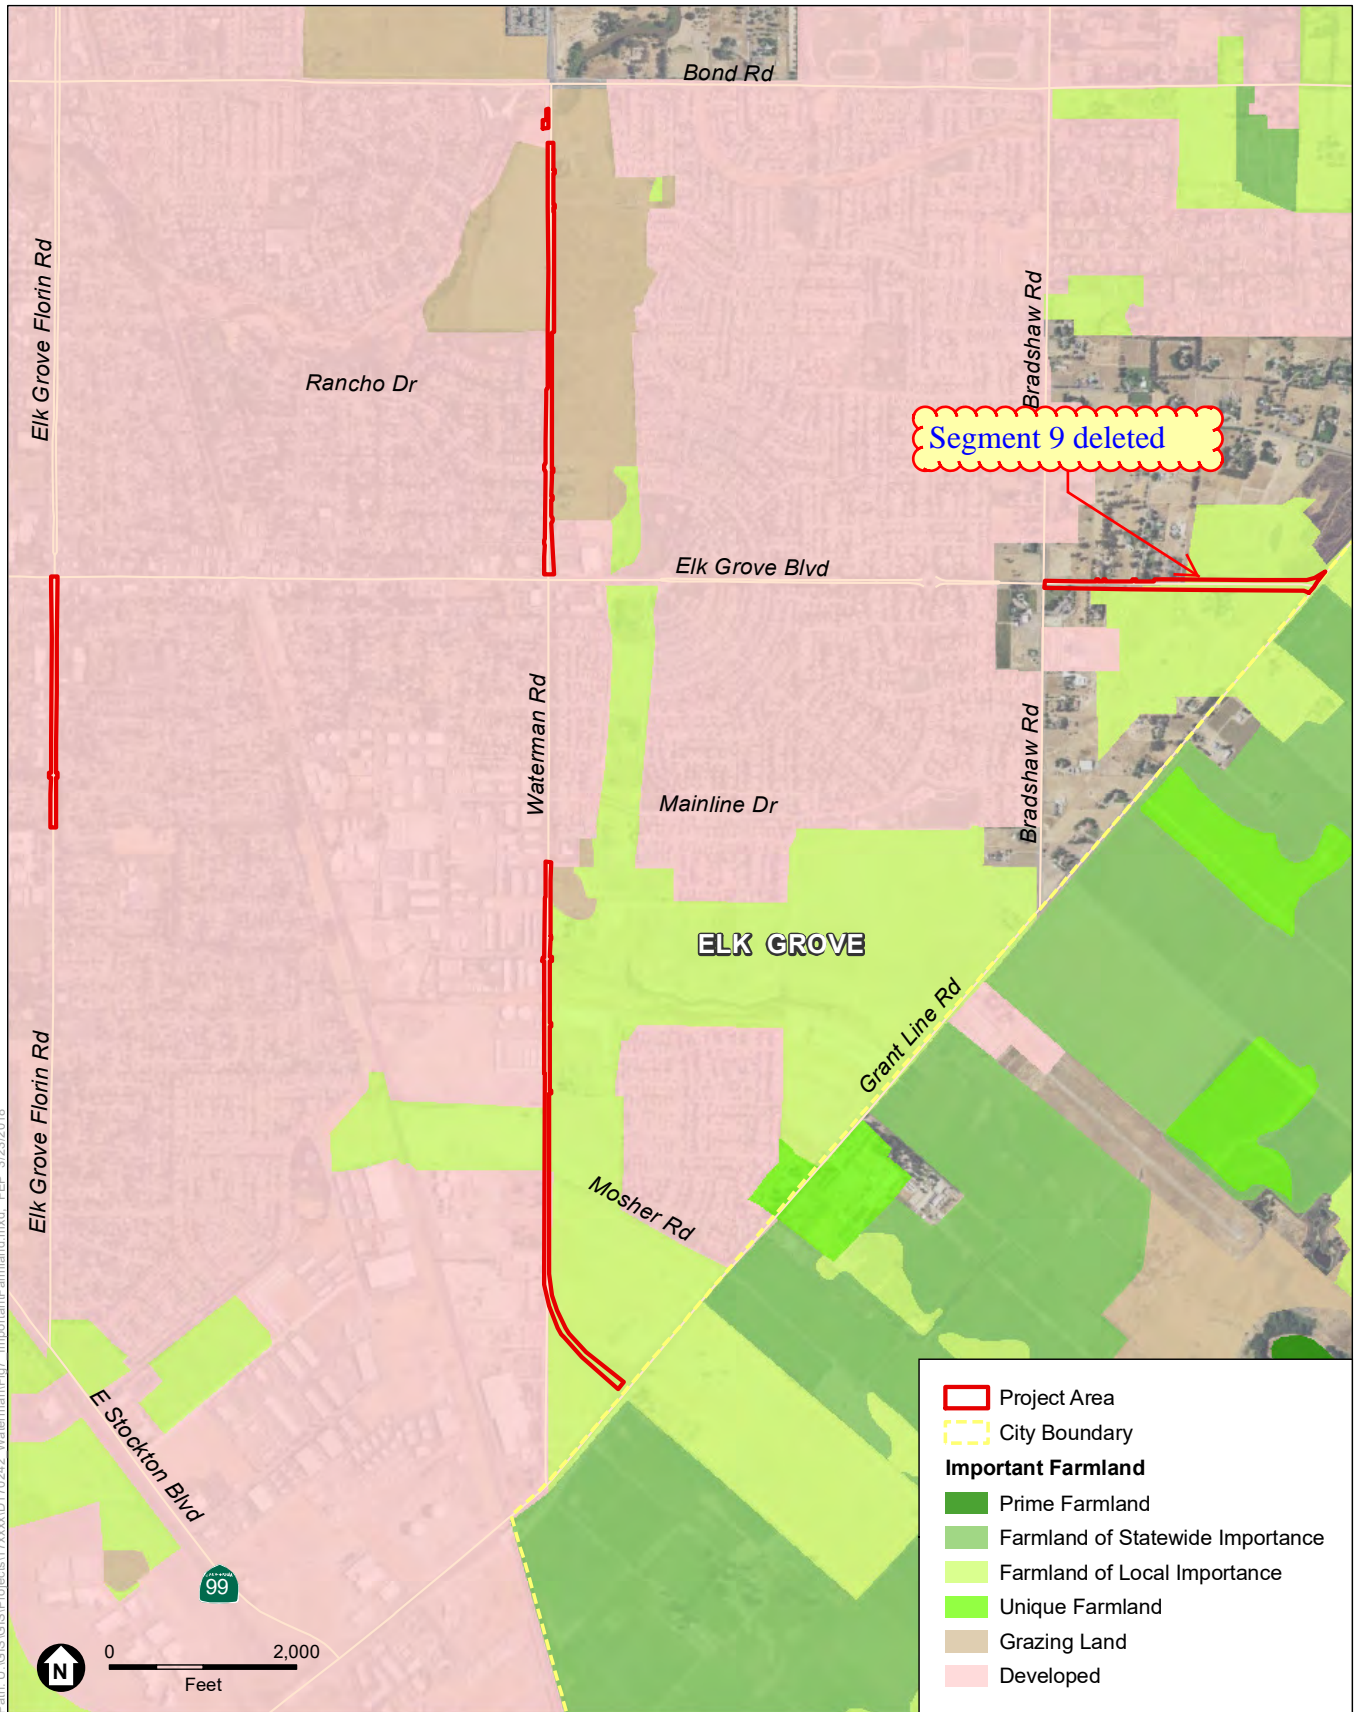 Bond Rd
Elk Grove Florin Rd
Rancho Dr
Bradshaw Rd
Segment 9 deleted
Elk Grove Blvd
Waterman Rd
Bradshaw Rd
Mainline Dr
ELK GROVE
Grant Line Rd
Elk Grove Florin Rd
Mosher Rd
E Stockton Blvd
99
N
0 2,000
Feet
Project Area
City Boundary
Important Farmland
Prime Farmland
Farmland of Statewide Importance
Farmland of Local Importance
Unique Farmland
Grazing Land
Developed